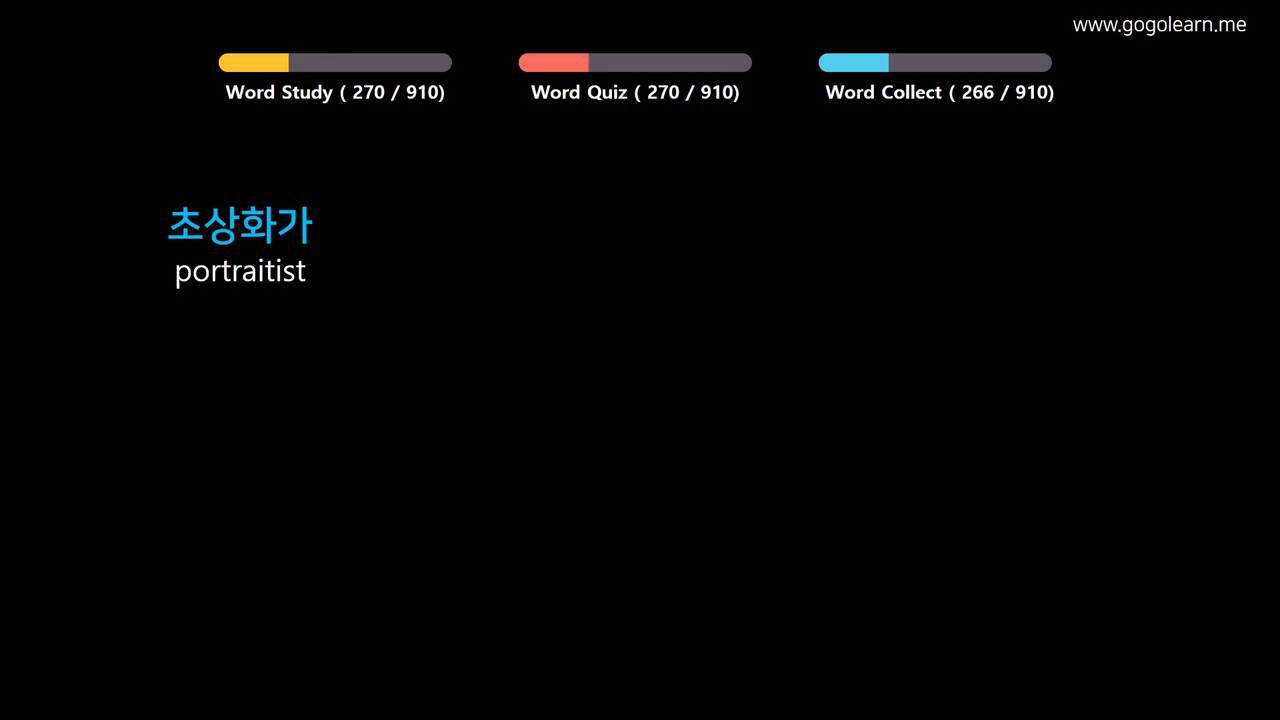 www.gogolearn.me
Word Study ( 270 / 910)
Word Quiz ( 270 / 910)
Word Collect ( 266 / 910)
초상화가
portraitist